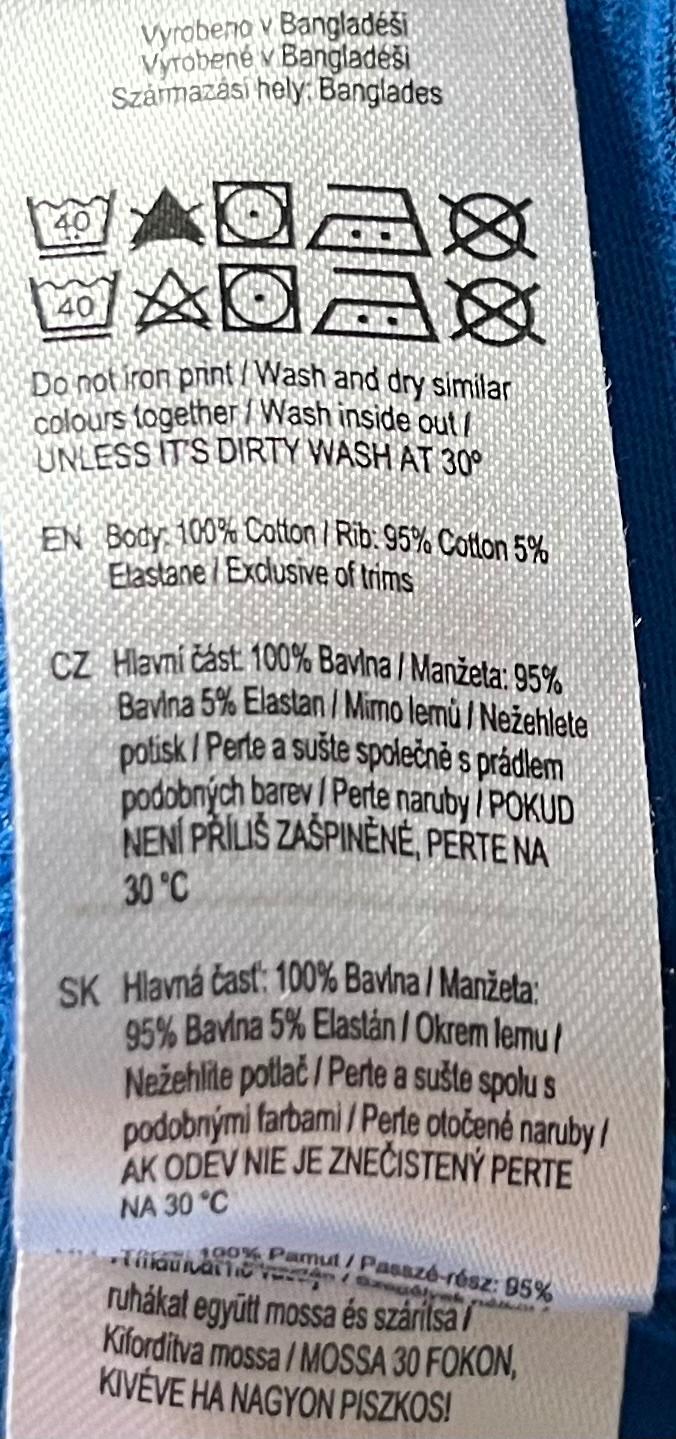 Vyrobeno v Bangladéši
Vyrobené v Bangladéši
Származási hely: Banglades
40
40
Do not iron print / Wash and dry similar
colours together / Wash inside out /
UNLESS IT'S DIRTY WASH AT 30º
EN Body: 100% Cotton / Rib: 95% Cotton 5%
Elastane / Exclusive of trims
CZ Hlavní část: 100% Bavlna / Manžeta: 95%
Bavlna 5% Elastan / Mimo lemů / Nežehlete
potisk / Perte a sušte společně s prádlem
podobných barev / Perte naruby / POKUD
NENÍ PŘÍLIŠ ZAŠPINĚNÉ, PERTE NA
30 °C
SK Hlavná časť: 100% Bavlna / Manžeta:
95% Bavlna 5% Elastán / Okrem lemu /
Nežehlite potlač / Perte a sušte spolu s
podobnými farbami / Perte otočené naruby /
AK ODEV NIE JE ZNEČISTENÝ PERTE
NA 30 °C
100% Pamut / Passzé-rész: 95%
ruhákat együtt mossa és szárítsa /
Kifordítva mossa / MOSSA 30 FOKON,
KIVÉVE HA NAGYON PISZKOS!